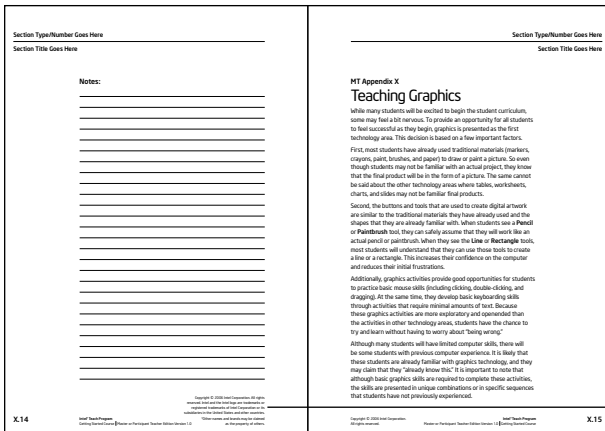 Section Type/Number Goes Here
Section Title Goes Here
Notes:
Copyright © 2006 Intel Corporation. All rights
reserved. Intel and the Intel logo are trademarks or
registered trademarks of Intel Corporation or its
subsidiaries in the United States and other countries.
*Other names and brands may be claimed
as the property of others.
X.14
Intel® Teach Program
Getting Started Course | Master or Participant Teacher Edition Version 1.0
Section Type/Number Goes Here
Section Title Goes Here
MT Appendix X
Teaching Graphics
While many students will be excited to begin the student curriculum,
some may feel a bit nervous. To provide an opportunity for all students
to feel successful as they begin, graphics is presented as the first
technology area. This decision is based on a few important factors.
First, most students have already used traditional materials (markers,
crayons, paint, brushes, and paper) to draw or paint a picture. So even
though students may not be familiar with an actual project, they know
that the final product will be in the form of a picture. The same cannot
be said about the other technology areas where tables, worksheets,
charts, and slides may not be familiar final products.
Second, the buttons and tools that are used to create digital artwork
are similar to the traditional materials they have already used and the
shapes that they are already familiar with. When students see a Pencil
or Paintbrush tool, they can safely assume that they will work like an
actual pencil or paintbrush. When they see the Line or Rectangle tools,
most students will understand that they can use those tools to create
a line or a rectangle. This increases their confidence on the computer
and reduces their initial frustrations.
Additionally, graphics activities provide good opportunities for students
to practice basic mouse skills (including clicking, double-clicking, and
dragging). At the same time, they develop basic keyboarding skills
through activities that require minimal amounts of text. Because
these graphics activities are more exploratory and openended than
the activities in other technology areas, students have the chance to
try and learn without having to worry about "being wrong."
Although many students will have limited computer skills, there will
be some students with previous computer experience. It is likely that
these students are already familiar with graphics technology, and they
may claim that they "already know this." It is important to note that
although basic graphics skills are required to complete these activities,
the skills are presented in unique combinations or in specific sequences
that students have not previously experienced.
Copyright © 2006 Intel Corporation.
All rights reserved.
Intel® Teach Program
Master or Participant Teacher Edition Version 1.0 | Getting Started Course
X.15